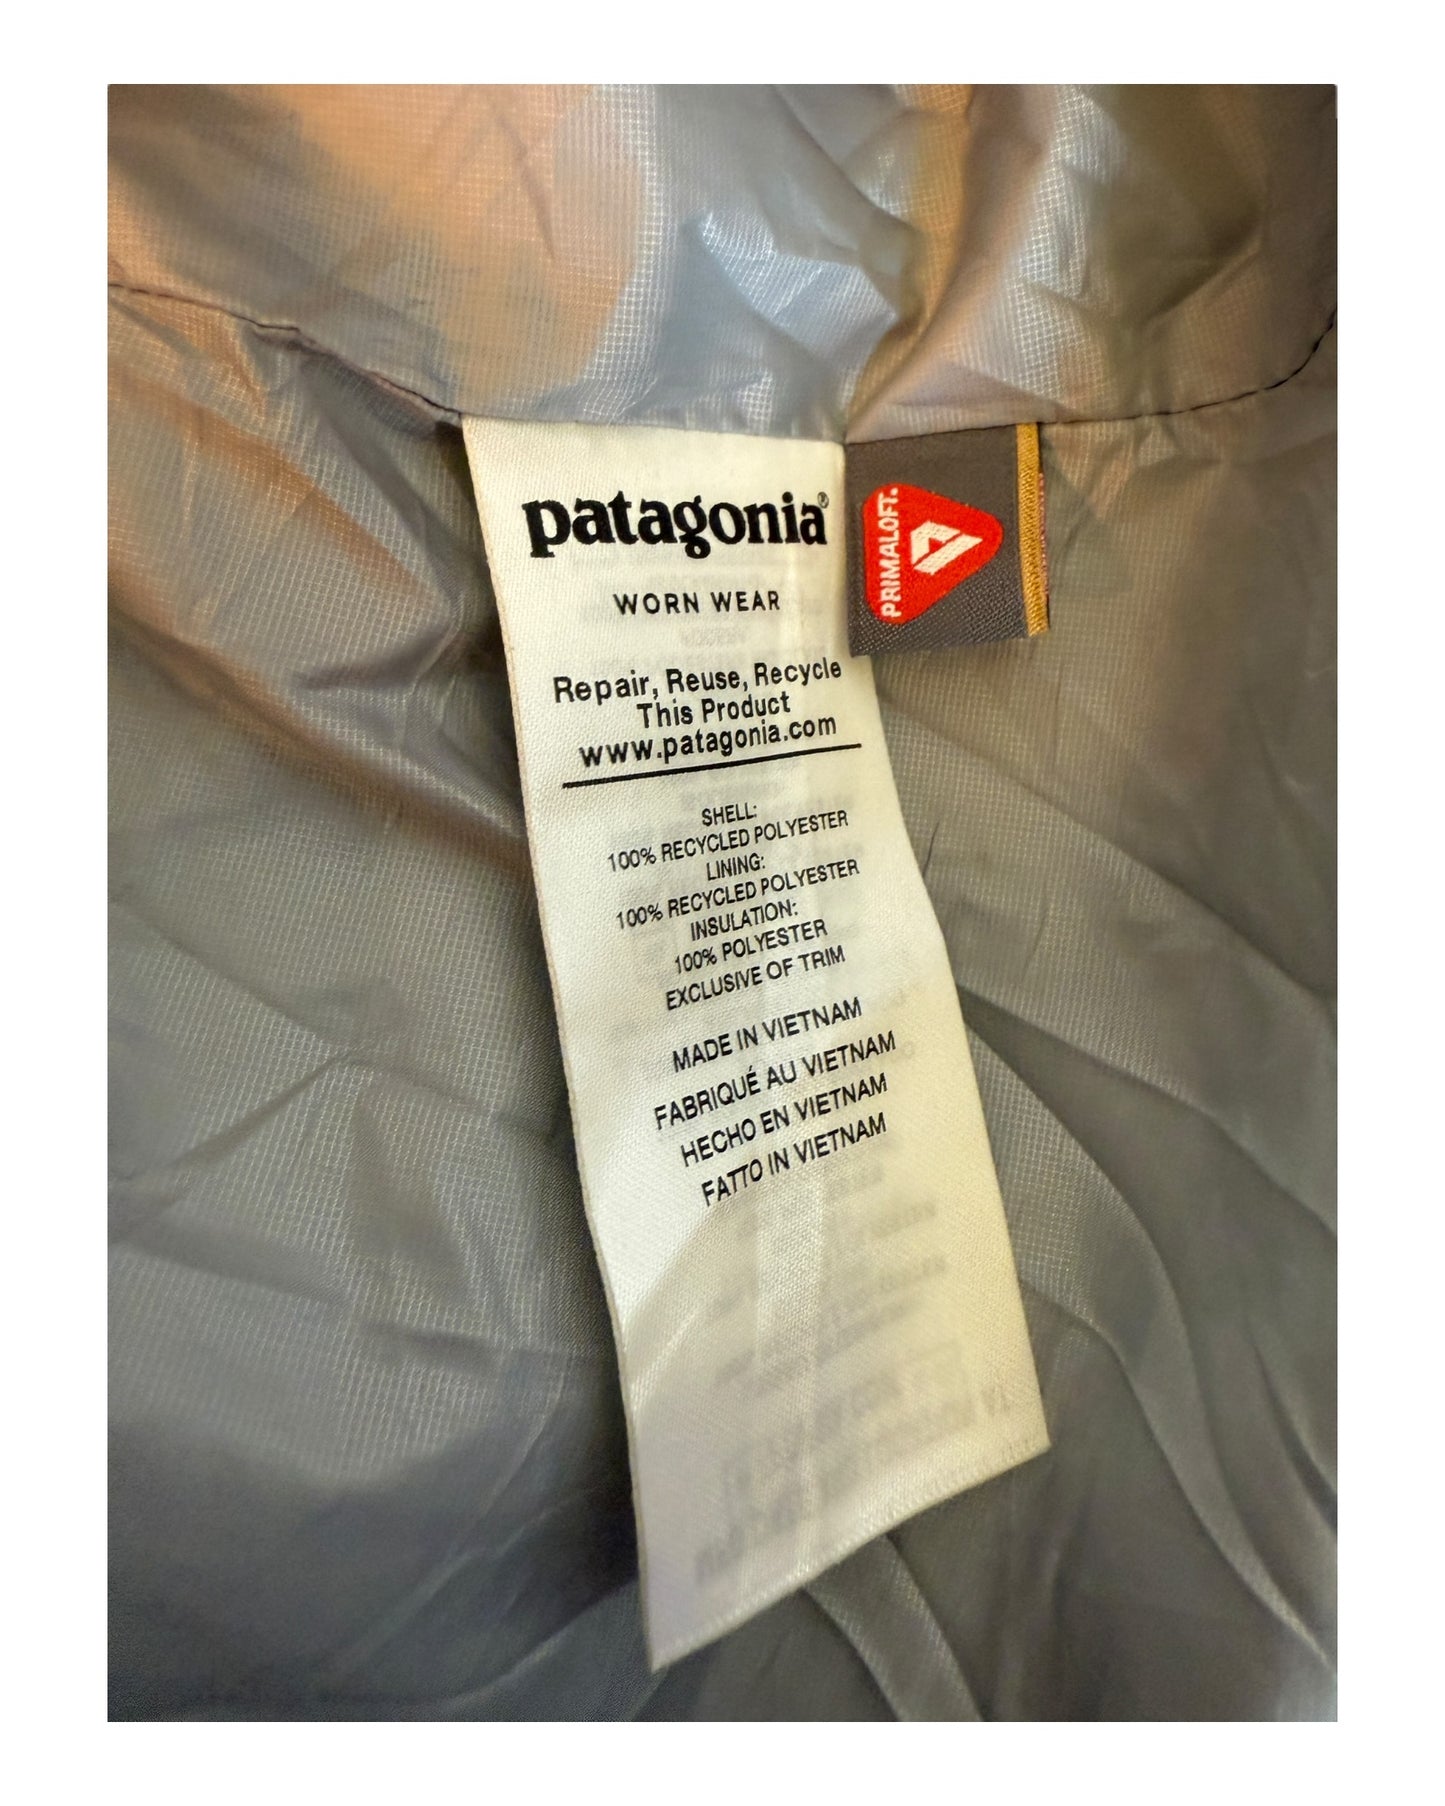 patagonia®
WORN WEAR
Repair, Reuse, Recycle
This Product
www.patagonia.com
SHELL:
100% RECYCLED POLYESTER
LINING:
100% RECYCLED POLYESTER
INSULATION:
100% POLYESTER
EXCLUSIVE OF TRIM
MADE IN VIETNAM
FABRIQUÉ AU VIETNAM
HECHO EN VIETNAM
FATTO IN VIETNAM
PRIMALOFT.